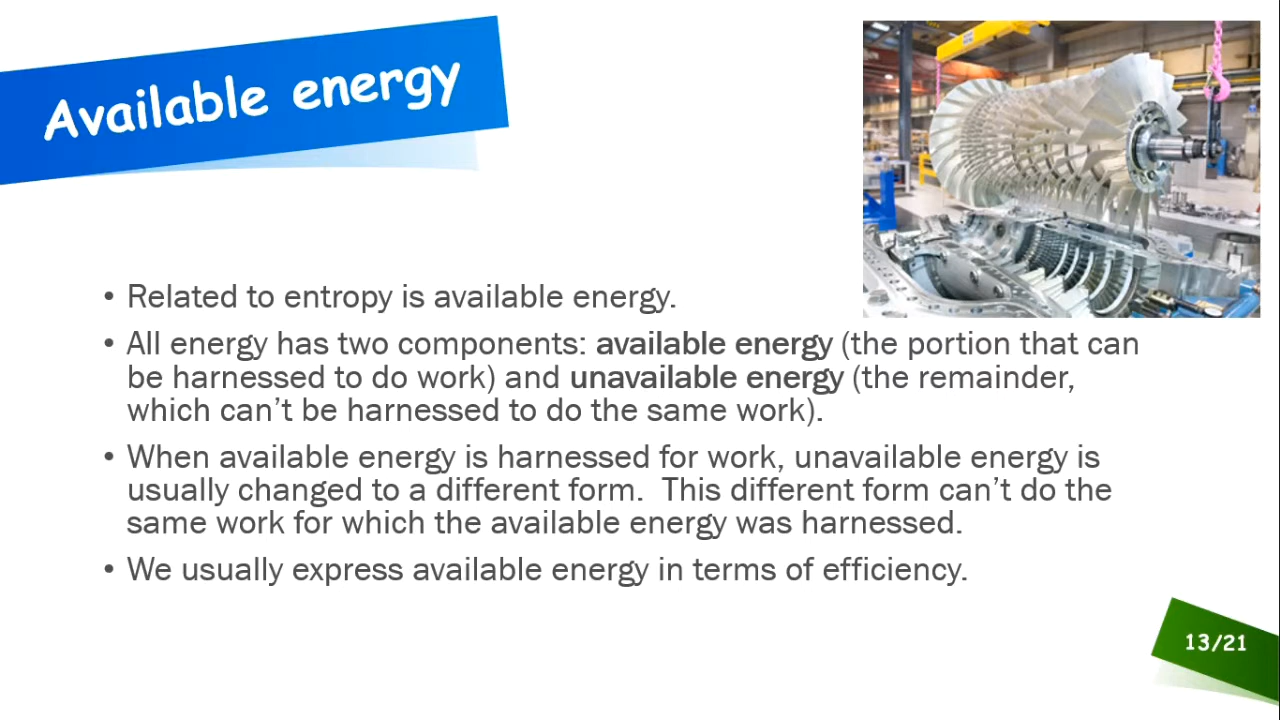 Available energy
• Related to entropy is available energy.
• All energy has two components: available energy (the portion that can
be harnessed to do work) and unavailable energy (the remainder,
which can’t be harnessed to do the same work).
• When available energy is harnessed for work, unavailable energy is
usually changed to a different form.  This different form can’t do the
same work for which the available energy was harnessed.
• We usually express available energy in terms of efficiency.
13/21